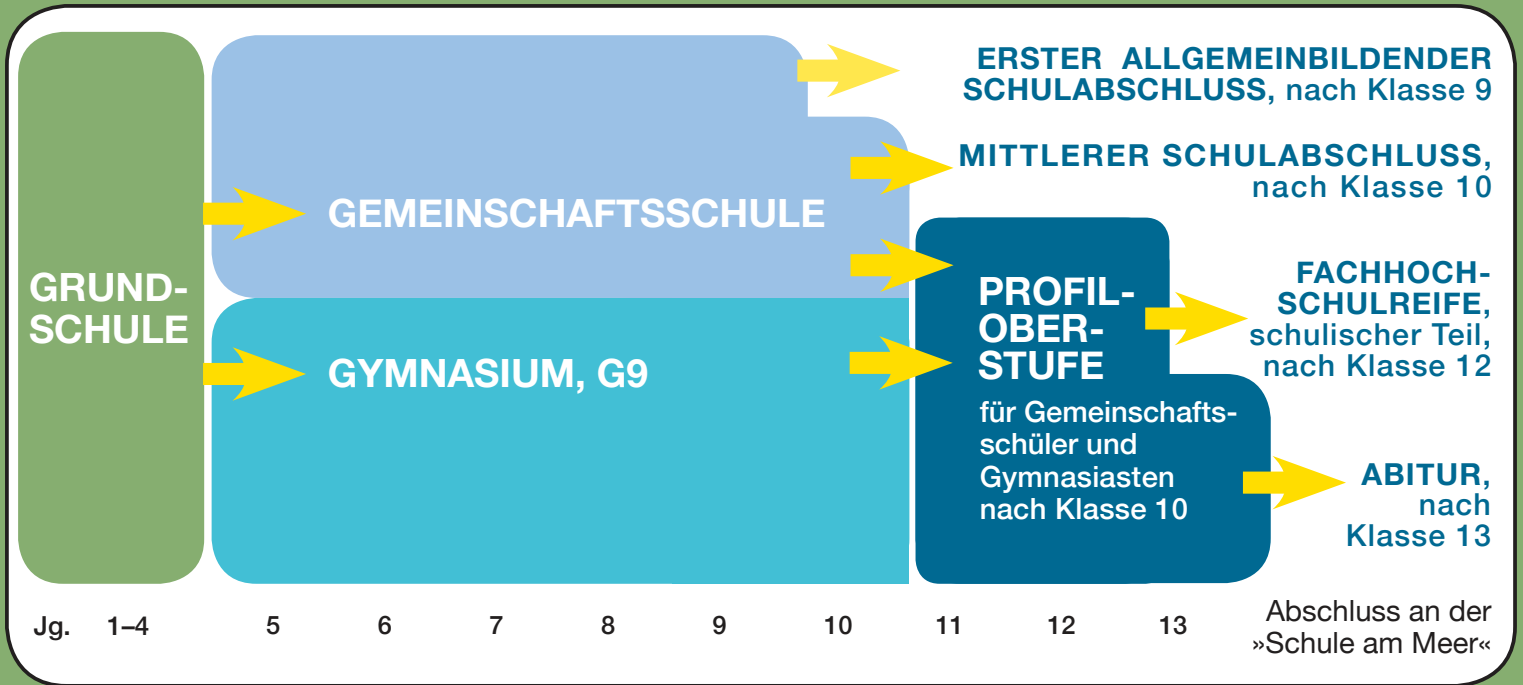 GRUND-
SCHULE
GEMEINSCHAFTSSCHULE
GYMNASIUM, G9
PROFIL-
OBER-
STUFE
für Gemeinschafts-
schüler und
Gymnasiasten
nach Klasse 10
ERSTER ALLGEMEINBILDENDER
SCHULABSCHLUSS, nach Klasse 9
MITTLERER SCHULABSCHLUSS,
nach Klasse 10
FACHHOCH-
SCHULREIFE,
schulischer Teil,
nach Klasse 12
ABITUR,
nach
Klasse 13
Jg. 1–4 5 6 7 8 9 10 11 12 13
Abschluss an der
»Schule am Meer«